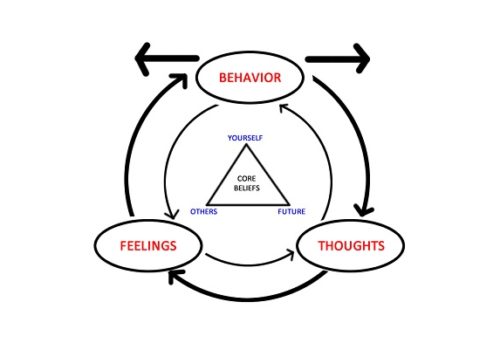 BEHAVIOR
YOURSELF
CORE
BELIEFS
OTHERS
FUTURE
FEELINGS
THOUGHTS